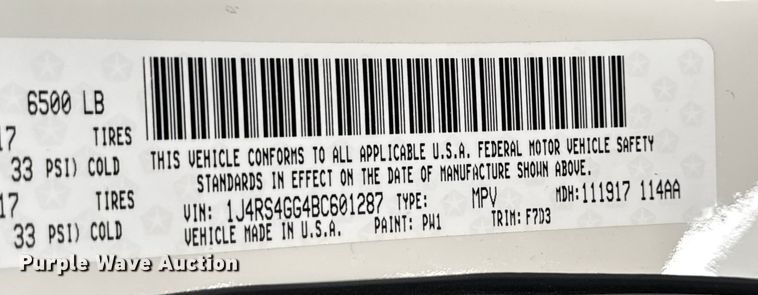 6500 LB
17 TIRES
33 PSI) COLD
17 TIRES
33 PSI) COLD
THIS VEHICLE CONFORMS TO ALL APPLICABLE U.S.A. FEDERAL MOTOR VEHICLE SAFETY
STANDARDS IN EFFECT ON THE DATE OF MANUFACTURE SHOWN ABOVE.
VIN: 1J4RS4GG4BC601287 TYPE: MPV MDH:111917 114AA
VEHICLE MADE IN U.S.A. PAINT: PW1 TRIM: F7D3
Purple Wave Auction